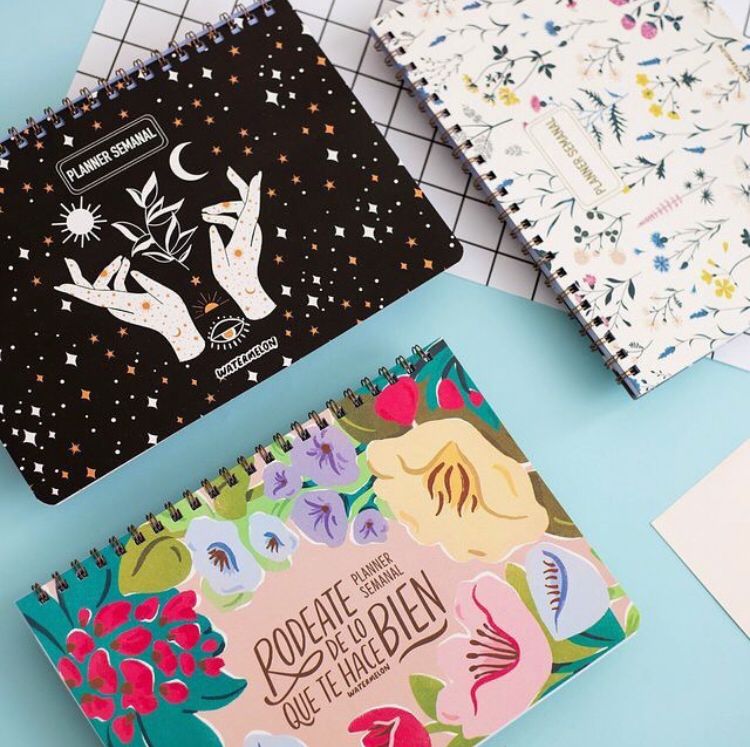 PLANNER SEMANAL
WATERMELON
PLANNER SEMANAL
RODEATE
DE LO
QUE TE HACE
BIEN
PLANNER
SEMANAL
WATERMELON